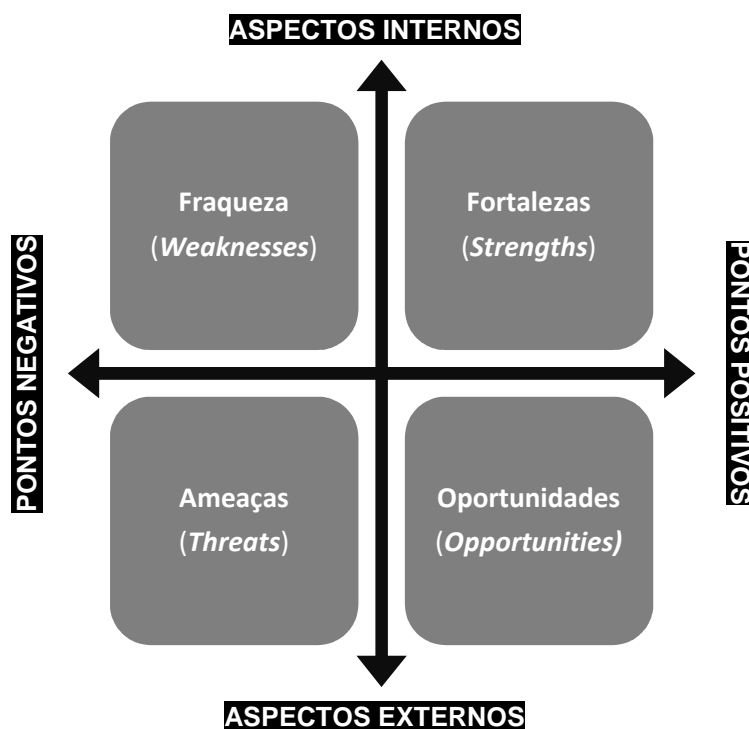 ASPECTOS INTERNOS
Fraqueza
(Weaknesses)
Fortalezas
(Strengths)
PONTOS NEGATIVOS
PONTOS POSITIVOS
Ameaças
(Threats)
Oportunidades
(Opportunities)
ASPECTOS EXTERNOS